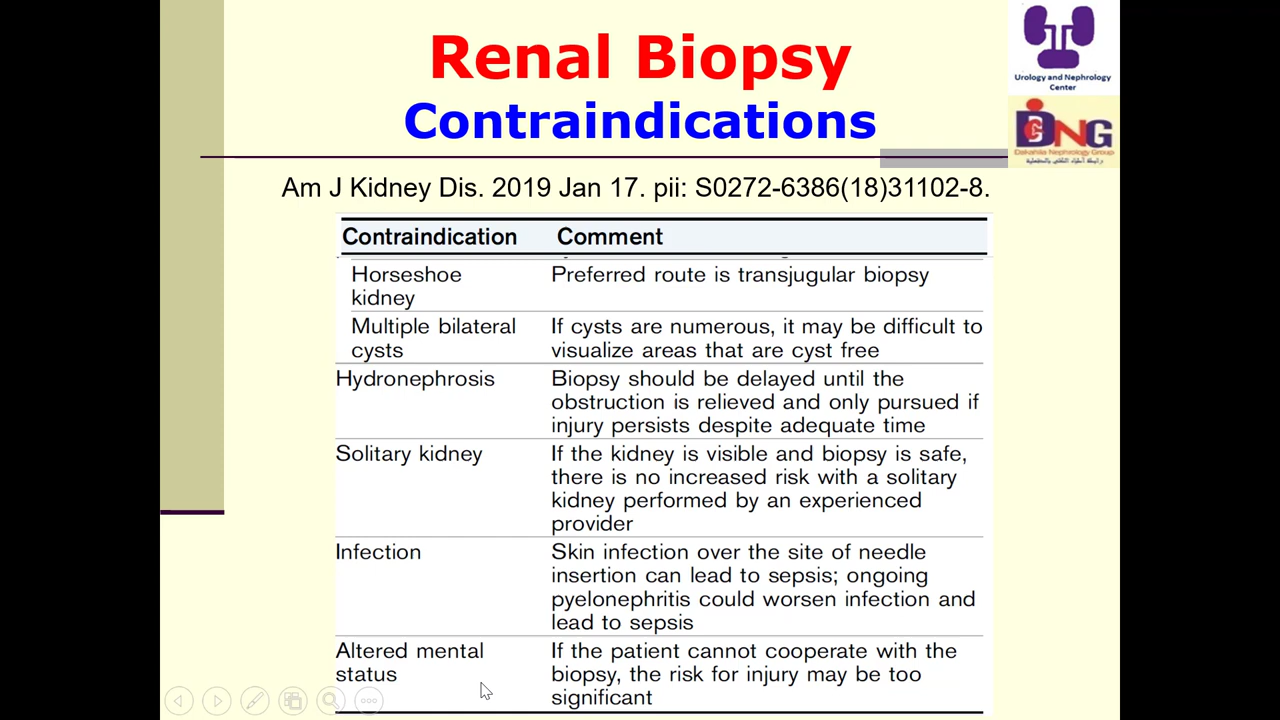 Renal Biopsy
Contraindications
Urology and Nephrology
Center
DNG
Dakahlia Nephrology Group
Am J Kidney Dis. 2019 Jan 17. pii: S0272-6386(18)31102-8.
Contraindication Comment
Horseshoe Preferred route is transjugular biopsy
kidney
Multiple bilateral If cysts are numerous, it may be difficult to
cysts visualize areas that are cyst free
Hydronephrosis Biopsy should be delayed until the
obstruction is relieved and only pursued if
injury persists despite adequate time
Solitary kidney If the kidney is visible and biopsy is safe,
there is no increased risk with a solitary
kidney performed by an experienced
provider
Infection Skin infection over the site of needle
insertion can lead to sepsis; ongoing
pyelonephritis could worsen infection and
lead to sepsis
Altered mental If the patient cannot cooperate with the
status biopsy, the risk for injury may be too
significant